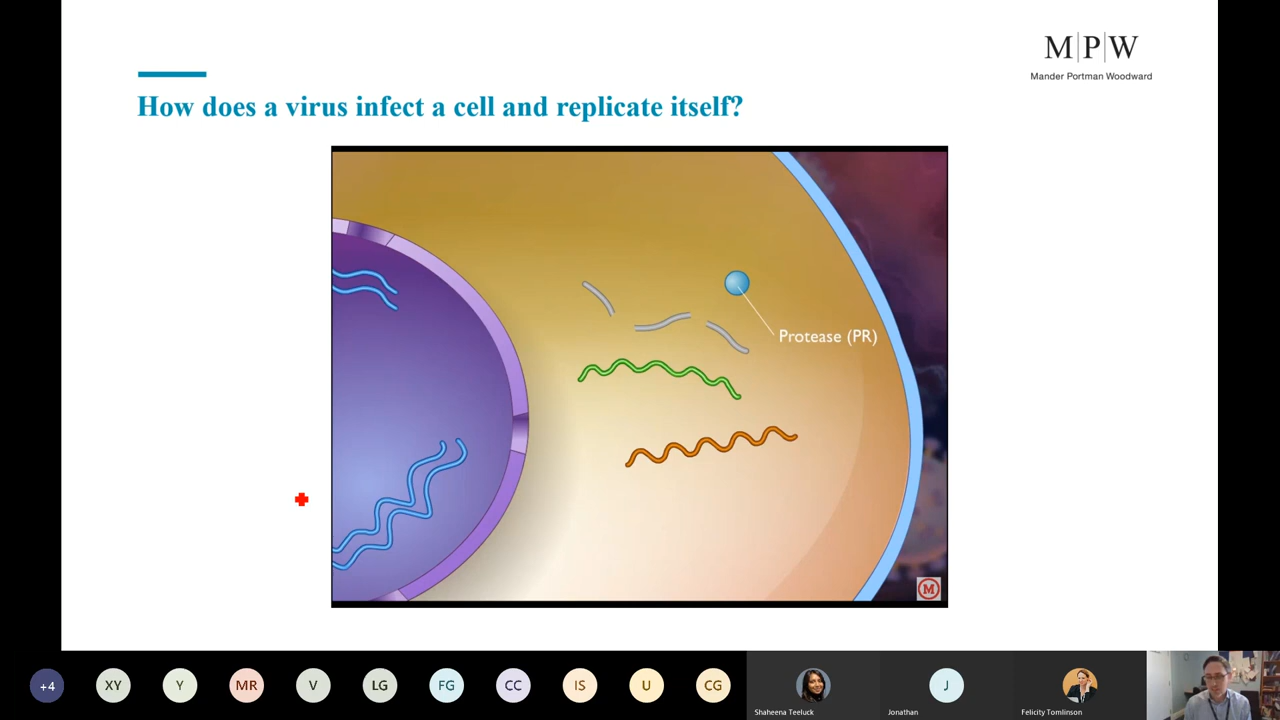 M|P|W
Mander Portman Woodward
How does a virus infect a cell and replicate itself?
Protease (PR)
M
+4
XY
Y
MR
V
LG
FG
CC
IS
U
CG
J
Shaheena Teeluck
Jonathan
Felicity Tomlinson